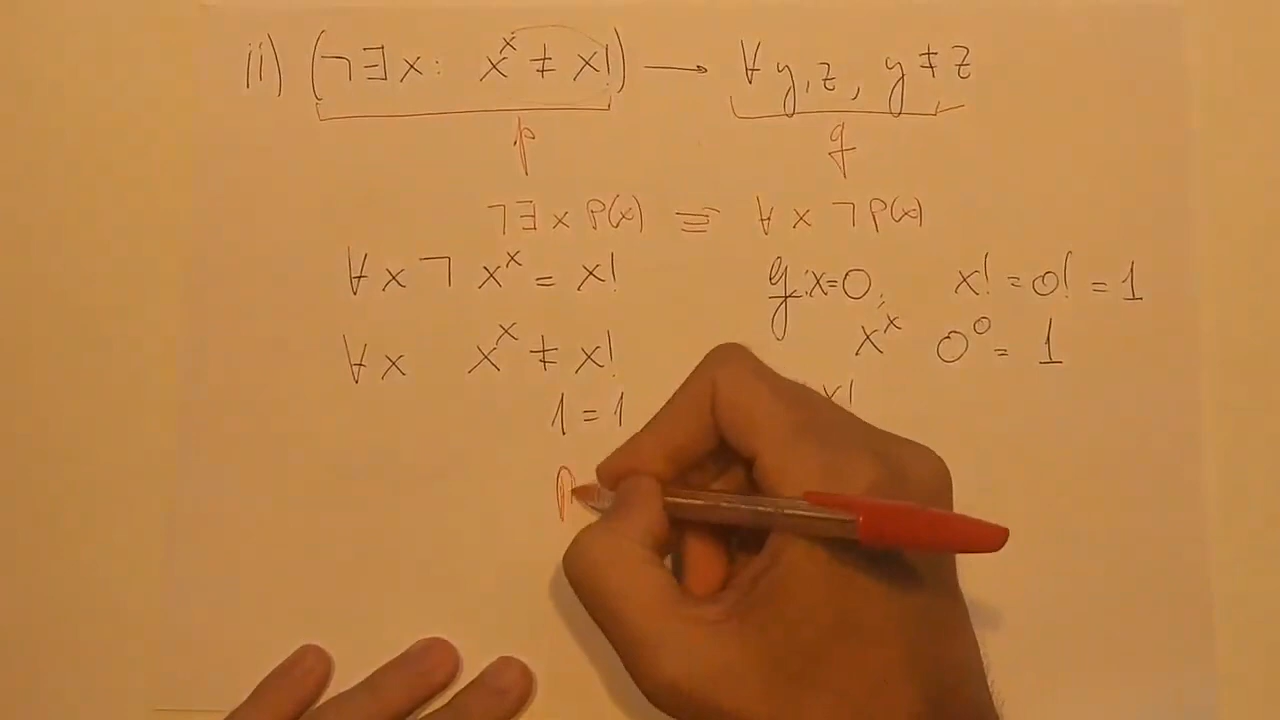 ii) (¬∃x: x^x ≠ x!) → ∀y,z, y≠z
p q
¬∃x P(x) ≡ ∀x ¬P(x)
∀x ¬ x^x = x! g:x=0, x! = 0! = 1
∀x x^x ≠ x! x^x 0^0 = 1
1 = 1 x!
p